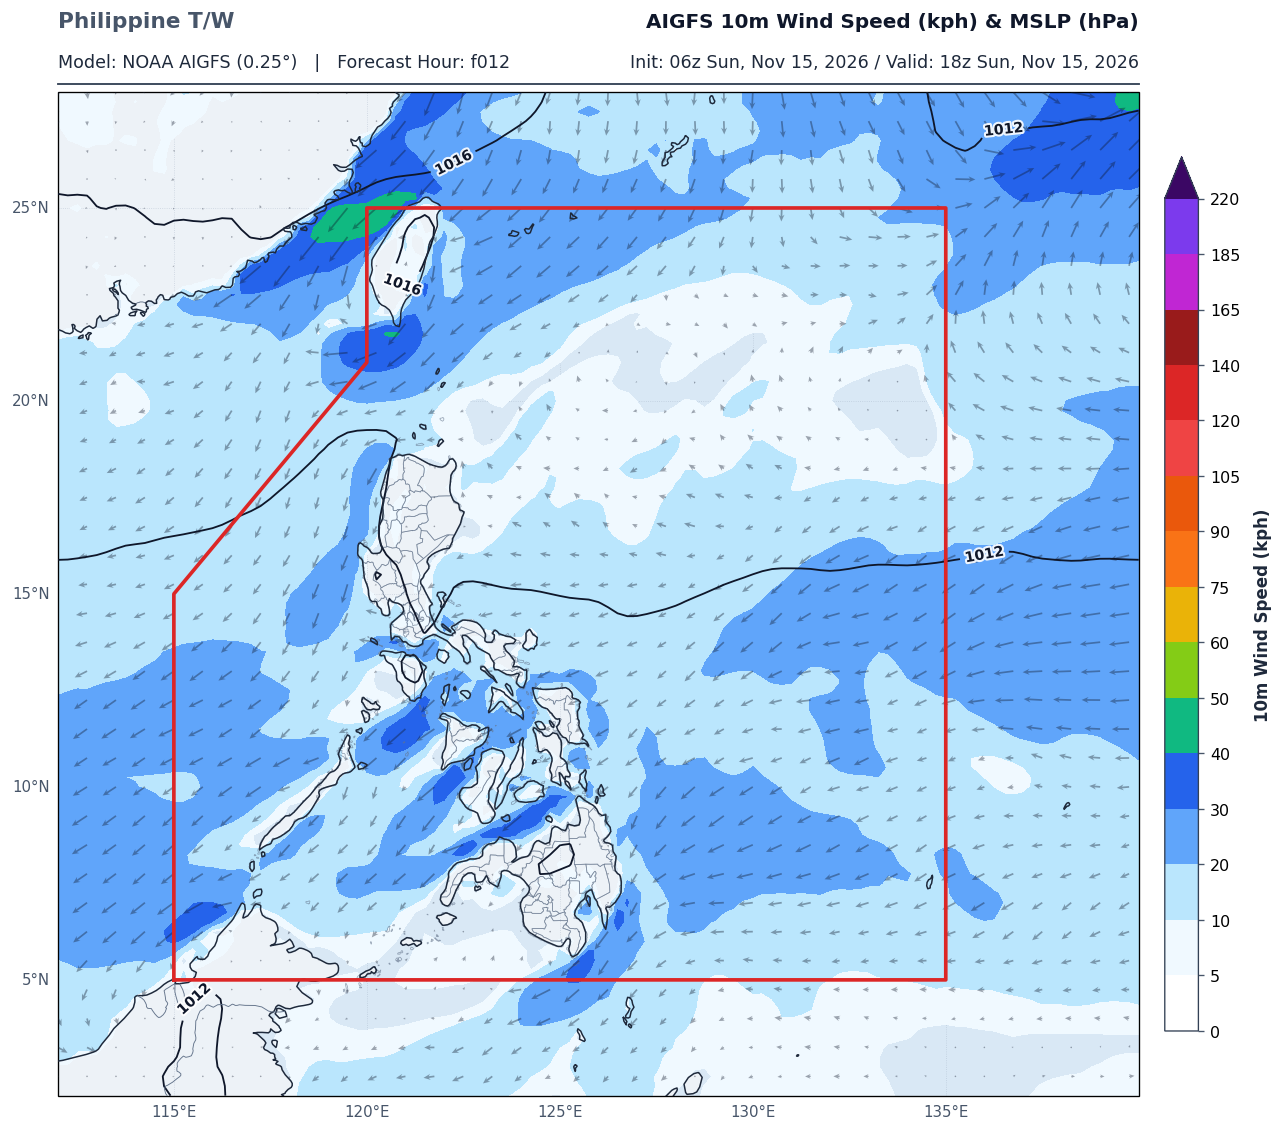 Philippine T/W
AIGFS 10m Wind Speed (kph) & MSLP (hPa)
Model: NOAA AIGFS (0.25°)   |   Forecast Hour: f012
Init: 06z Sun, Nov 15, 2026 / Valid: 18z Sun, Nov 15, 2026
1012
1016
25°N
1016
20°N
1012
15°N
10°N
5°N
1012
115°E
120°E
125°E
130°E
135°E
220
185
165
140
120
105
90
75
60
50
40
30
20
10
5
0
10m Wind Speed (kph)